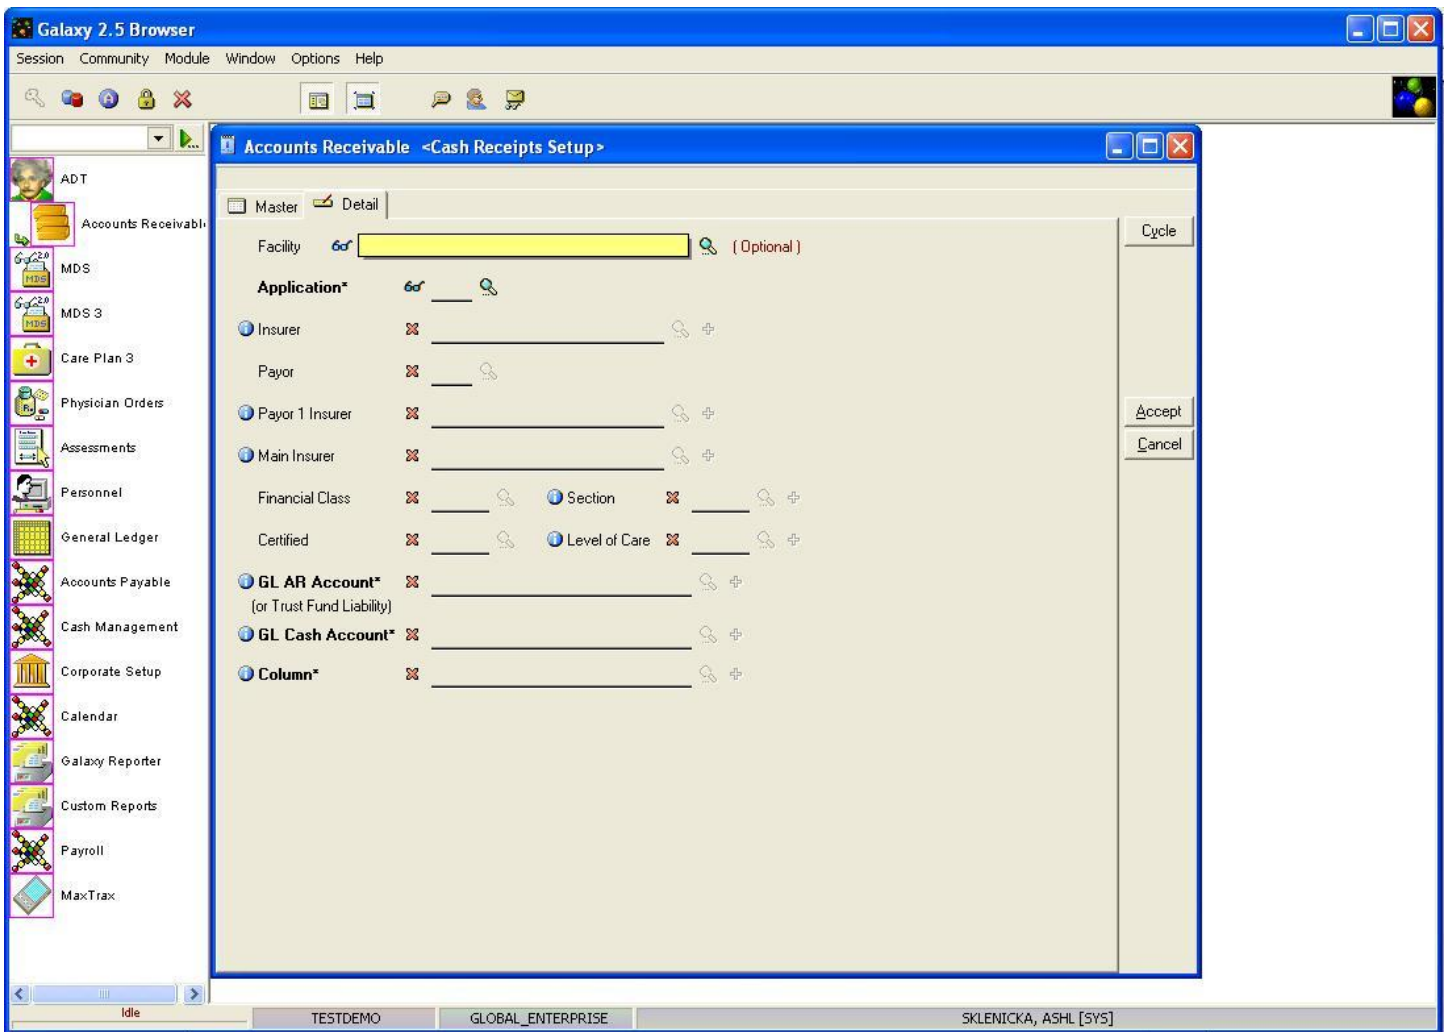 Galaxy 2.5 Browser
Session Community Module Window Options Help
Accounts Receivable <Cash Receipts Setup>
Master Detail
Facility (Optional)
Application*
Insurer
Payor
Payor 1 Insurer
Main Insurer
Financial Class Section
Certified Level of Care
GL AR Account*
(or Trust Fund Liability)
GL Cash Account*
Column*
Cycle
Accept
Cancel
ADT
Accounts Receivabl
MDS
MDS 3
Care Plan 3
Physician Orders
Assessments
Personnel
General Ledger
Accounts Payable
Cash Management
Corporate Setup
Calendar
Galaxy Reporter
Custom Reports
Payroll
MaxTrax
Idle TESTDEMO GLOBAL_ENTERPRISE SKLENICKA, ASHL [SYS]